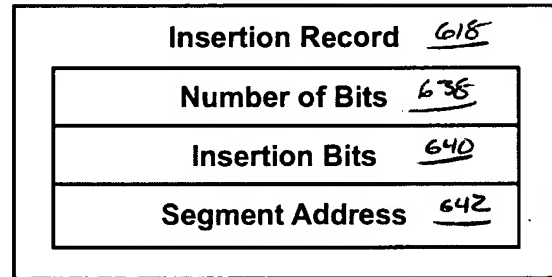 Insertion Record 618
Number of Bits 638
Insertion Bits 640
Segment Address 642